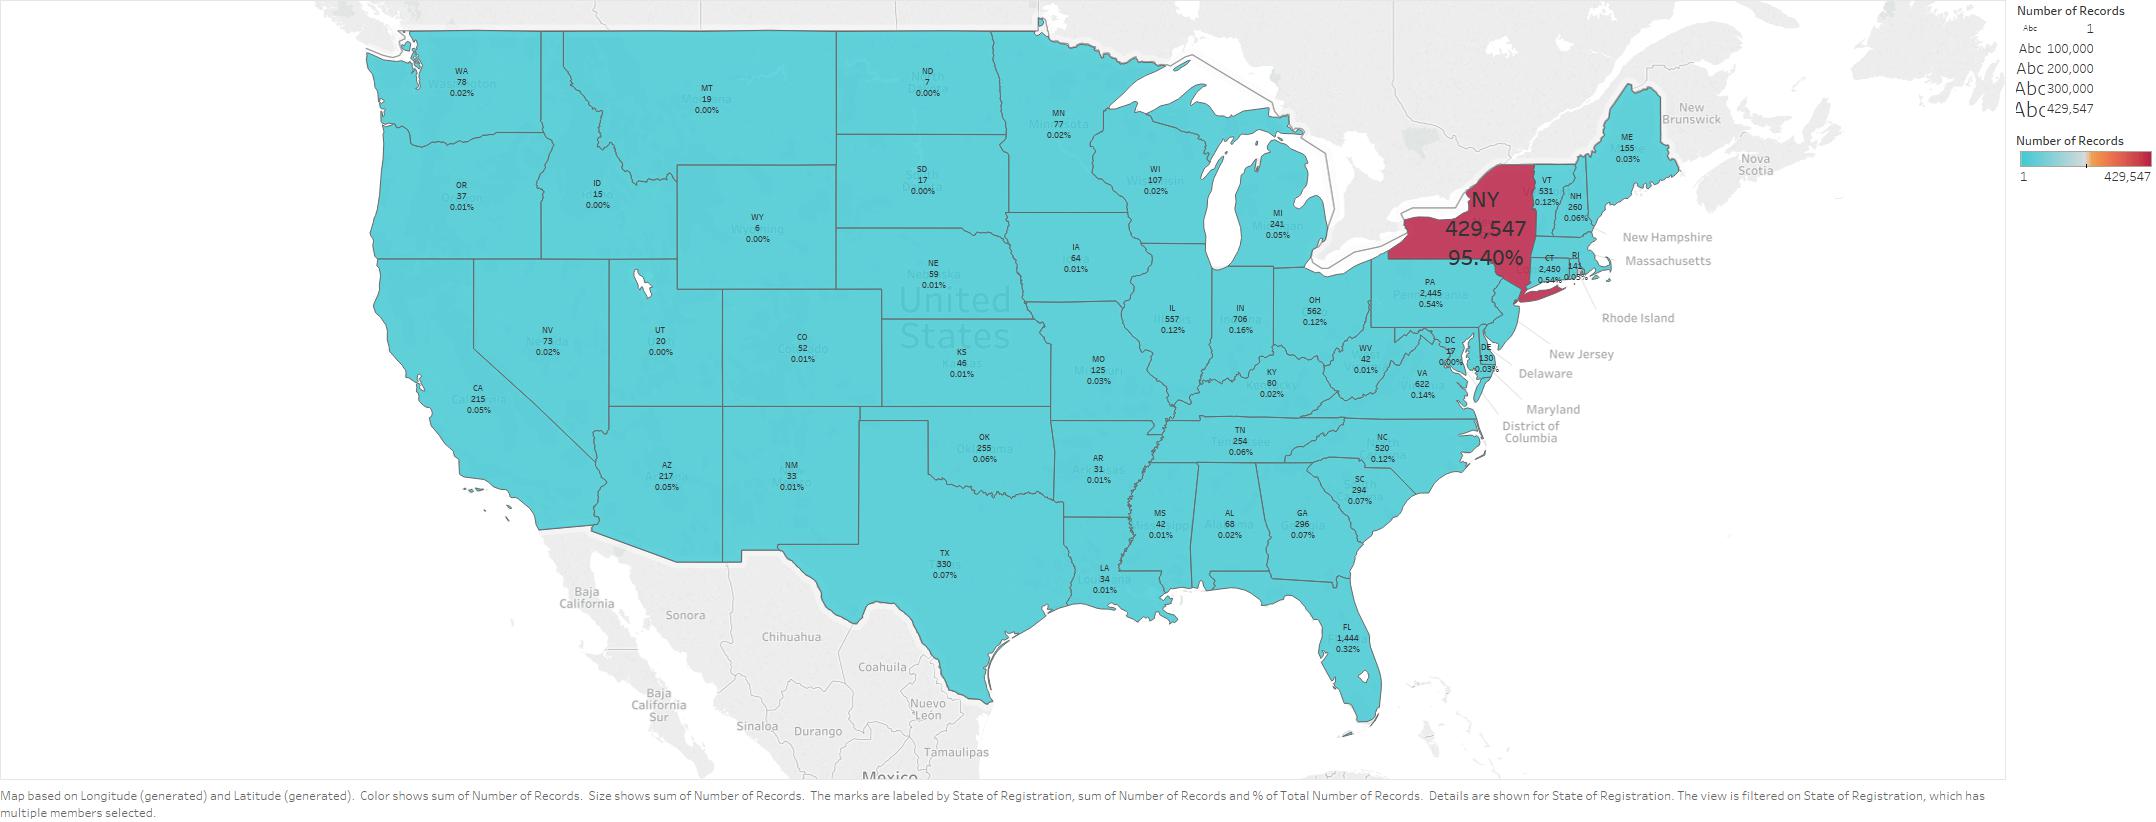 WA
78
0.02%
MT
19
0.00%
ND
7
0.00%
MN
77
0.02%
ME
155
0.03%
New
Brunswick
Nova
Scotia
OR
37
0.01%
ID
15
0.00%
WY
6
0.00%
SD
17
0.00%
WI
107
0.02%
MI
241
0.05%
NY
429,547
95.40%
VT
531
0.12%
NH
260
0.06%
New Hampshire
Massachusetts
CT
2,450
0.54%
RI
141
0.03%
Rhode Island
NE
59
0.01%
IA
64
0.01%
United
States
IL
557
0.12%
IN
706
0.16%
OH
562
0.12%
PA
2,445
0.54%
New Jersey
Delaware
Maryland
District of
Columbia
CA
215
0.05%
NV
73
0.02%
UT
20
0.00%
CO
52
0.01%
KS
46
0.01%
MO
125
0.03%
KY
80
0.02%
WV
42
0.01%
VA
622
0.14%
DC
17
0.00%
DE
130
0.03%
AZ
217
0.05%
NM
33
0.01%
OK
255
0.06%
AR
31
0.01%
TN
254
0.06%
NC
520
0.12%
SC
294
0.07%
TX
330
0.07%
LA
34
0.01%
MS
42
0.01%
AL
68
0.02%
GA
296
0.07%
FL
1,444
0.32%
Baja
California
Sonora
Chihuahua
Coahuila
Baja
California
Sur
Sinaloa
Durango
Nuevo
León
Tamaulipas
Mexico
Number of Records
Abc 1
Abc 100,000
Abc 200,000
Abc 300,000
Abc 429,547
Number of Records
1 429,547
Map based on Longitude (generated) and Latitude (generated). Color shows sum of Number of Records. Size shows sum of Number of Records. The marks are labeled by State of Registration, sum of Number of Records and % of Total Number of Records. Details are shown for State of Registration. The view is filtered on State of Registration, which has
multiple members selected.